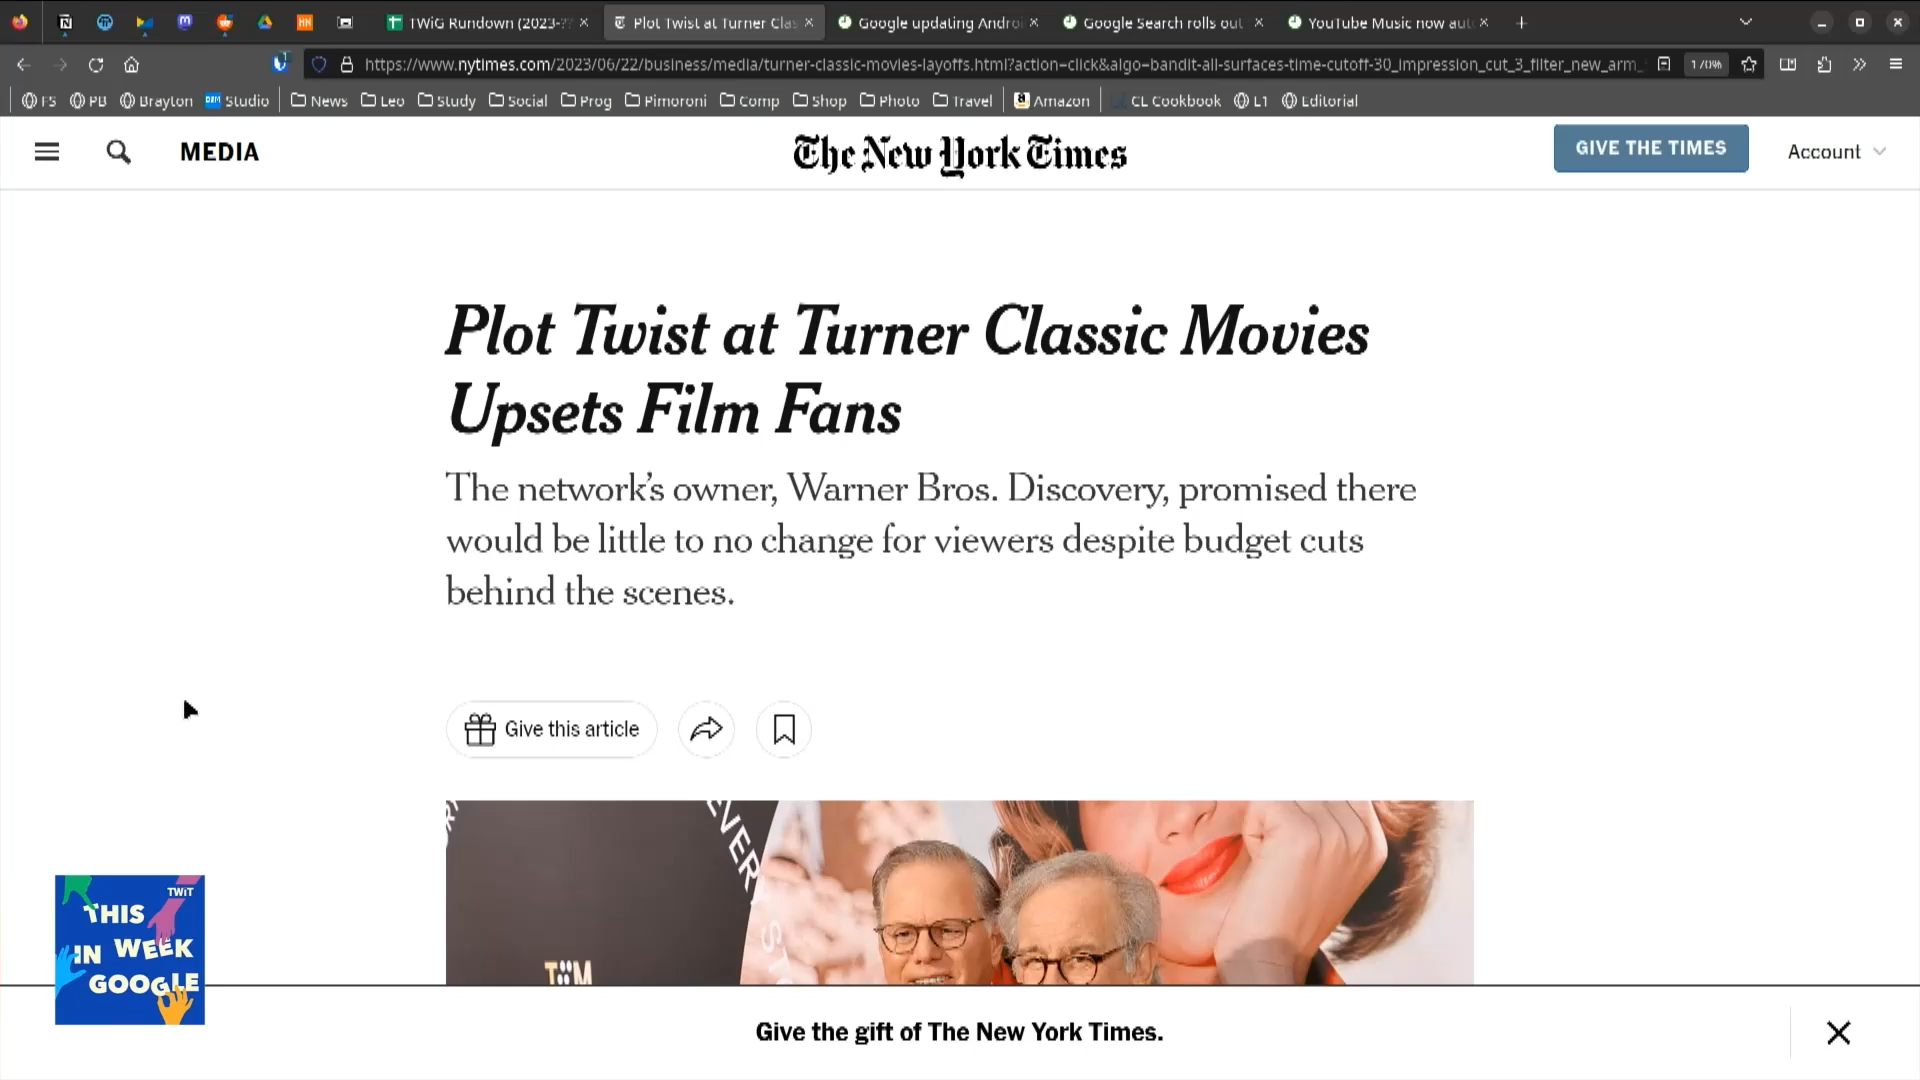 TWiG Rundown (2023-??
Plot Twist at Turner Clas
Google updating Androi
Google Search rolls out
YouTube Music now aut
https://www.nytimes.com/2023/06/22/business/media/turner-classic-movies-layoffs.html?action=click&algo=bandit-all-surfaces-time-cutoff-30_impression_cut_3_filter_new_arm_
170%
FS PB Brayton Studio News Leo Study Social Prog Pimoroni Comp Shop Photo Travel Amazon CL Cookbook L1 Editorial
MEDIA
The New York Times
GIVE THE TIMES
Account
Plot Twist at Turner Classic Movies
Upsets Film Fans
The network's owner, Warner Bros. Discovery, promised there
would be little to no change for viewers despite budget cuts
behind the scenes.
Give this article
EVER
ST
TCM
TWiT
THIS
IN WEEK
GOOGLE
Give the gift of The New York Times.